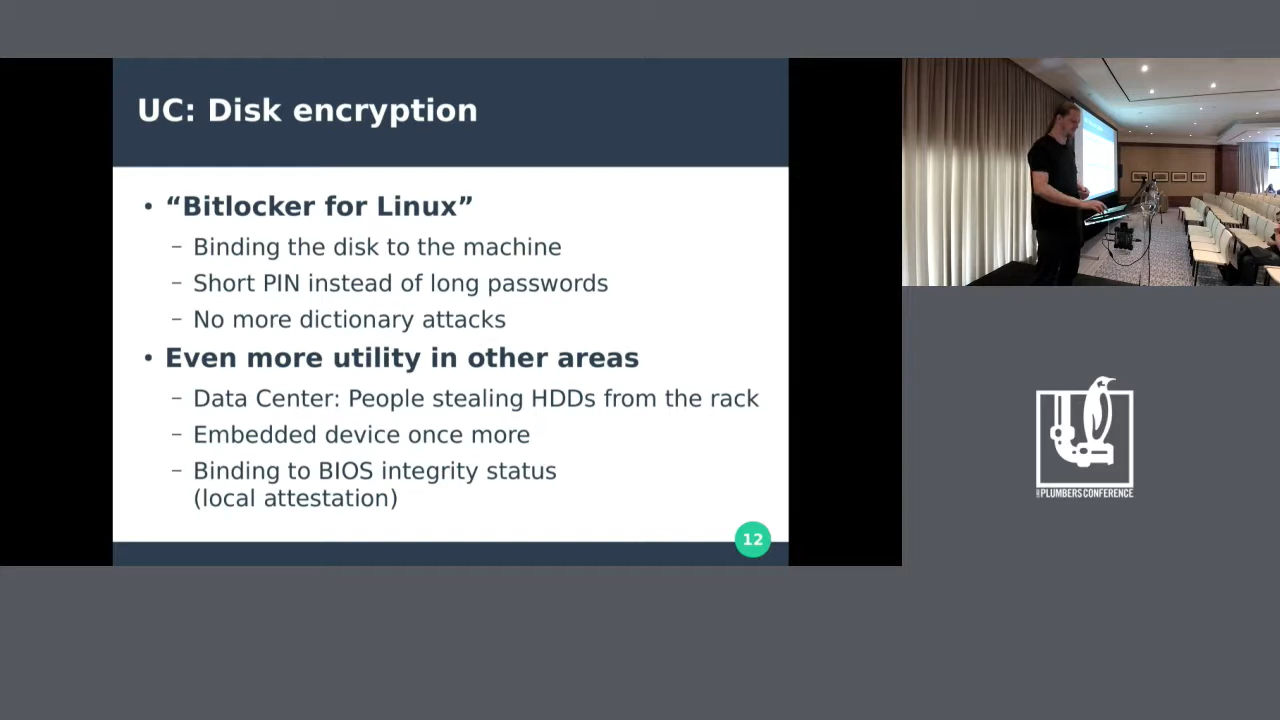 UC: Disk encryption
• “Bitlocker for Linux”
– Binding the disk to the machine
– Short PIN instead of long passwords
– No more dictionary attacks
• Even more utility in other areas
– Data Center: People stealing HDDs from the rack
– Embedded device once more
– Binding to BIOS integrity status
(local attestation)
12
PLUMBERS CONFERENCE